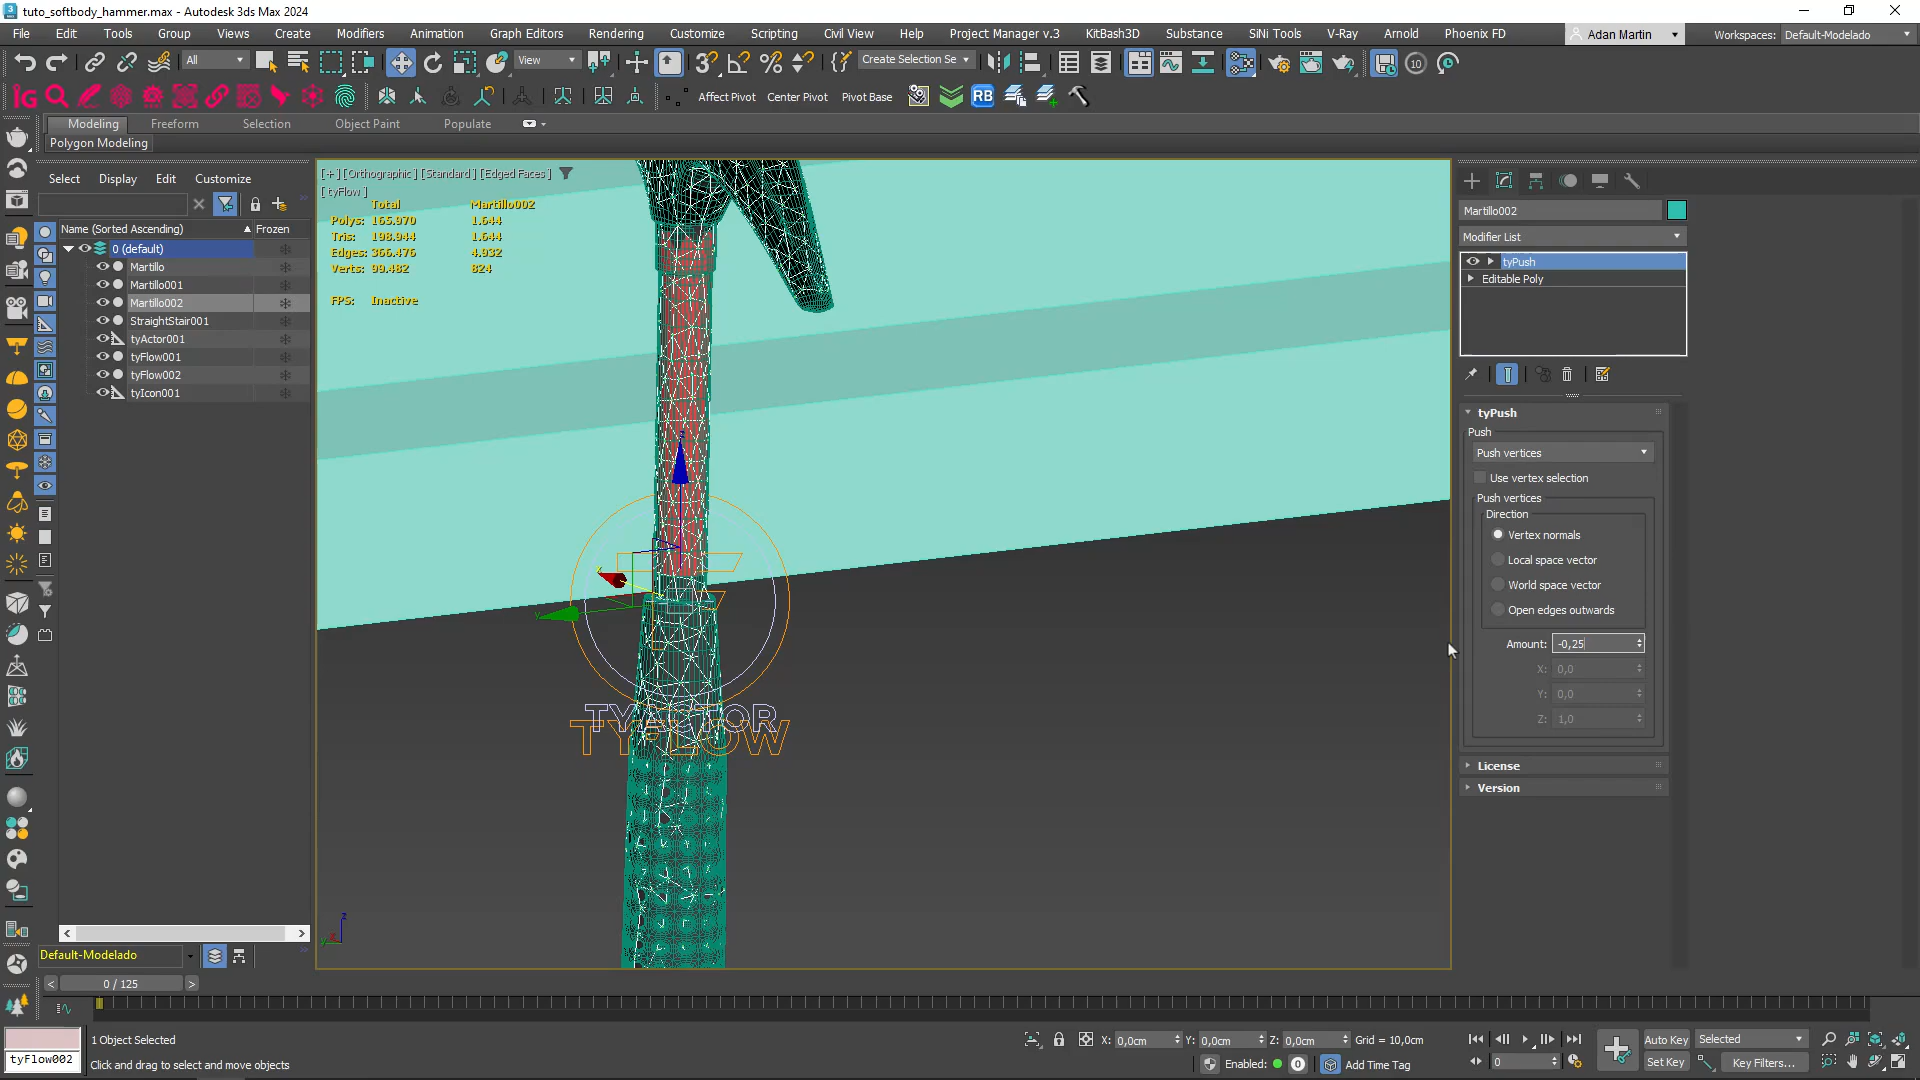 tuto_softbody_hammer.max - Autodesk 3ds Max 2024
File Edit Tools Group Views Create Modifiers Animation Graph Editors Rendering Customize Scripting Civil View Help Project Manager v.3 KitBash3D Substance SiNi Tools V-Ray Arnold Phoenix FD Adan Martin Workspaces: Default-Modelado
All View Create Selection Se 10
Affect Pivot Center Pivot Pivot Base RB
Modeling Freeform Selection Object Paint Populate
Polygon Modeling
Select Display Edit Customize
Name (Sorted Ascending) Frozen
0 (default)
Martillo
Martillo001
Martillo002
StraightStair001
tyActor001
tyFlow001
tyFlow002
tyIcon001
Default-Modelado
[+] [Orthographic] [Standard] [Edged Faces]
[tyFlow]
Total Martillo002
Polys: 165.970 1.644
Tris: 198.944 1.644
Edges: 366.476 4.932
Verts: 99.482 824
FPS: Inactive
TYACTOR
TYFLOW
Martillo002
Modifier List
tyPush
Editable Poly
tyPush
Push
Push vertices
Use vertex selection
Push vertices
Direction
Vertex normals
Local space vector
World space vector
Open edges outwards
Amount: -0,25
X: 0,0
Y: 0,0
Z: 1,0
License
Version
< 0 / 125 >
tyFlow002
1 Object Selected
Click and drag to select and move objects
X: 0,0cm Y: 0,0cm Z: 0,0cm Grid = 10,0cm
Enabled: 0 Add Time Tag
0
Auto Key Selected
Set Key Key Filters...